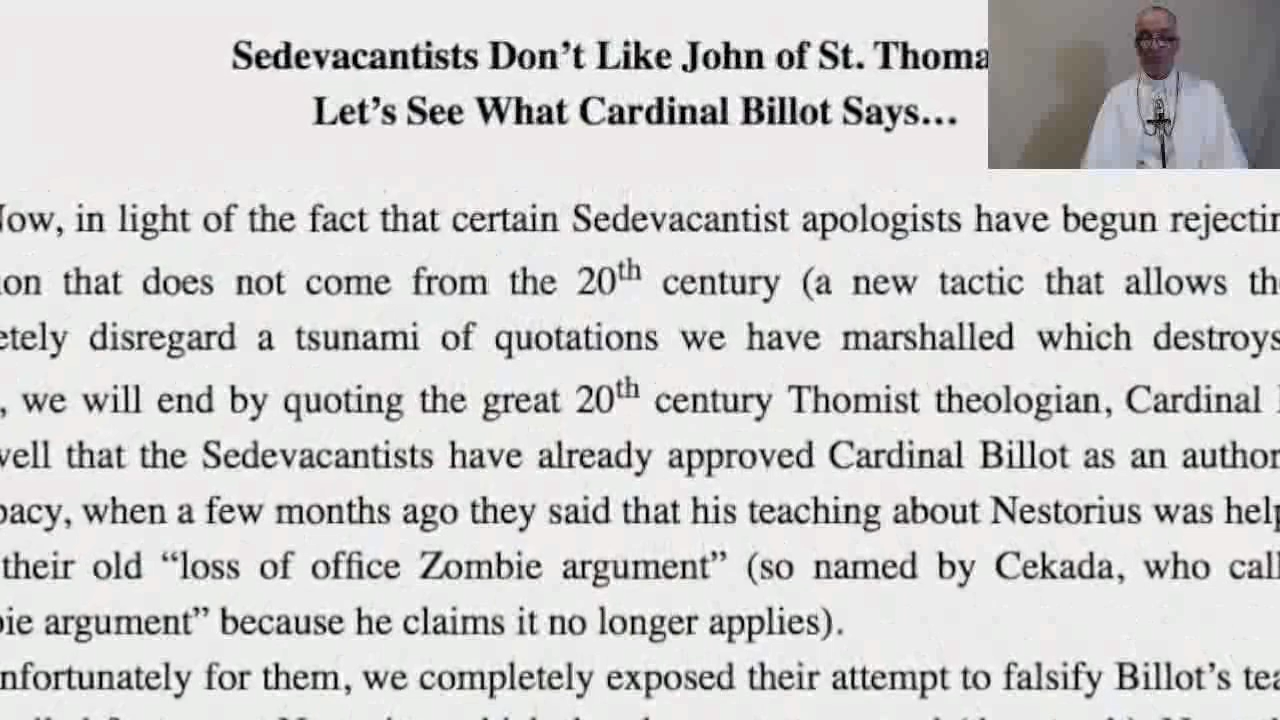 Sedevacantists Don’t Like John of St. Thoma
Let’s See What Cardinal Billot Says…
Now, in light of the fact that certain Sedevacantist apologists have begun rejectin
ion that does not come from the 20th century (a new tactic that allows th
etely disregard a tsunami of quotations we have marshalled which destroys
, we will end by quoting the great 20th century Thomist theologian, Cardinal
well that the Sedevacantists have already approved Cardinal Billot as an author
pacy, when a few months ago they said that his teaching about Nestorius was help
their old “loss of office Zombie argument” (so named by Cekada, who call
bie argument” because he claims it no longer applies).
nfortunately for them, we completely exposed their attempt to falsify Billot’s tea